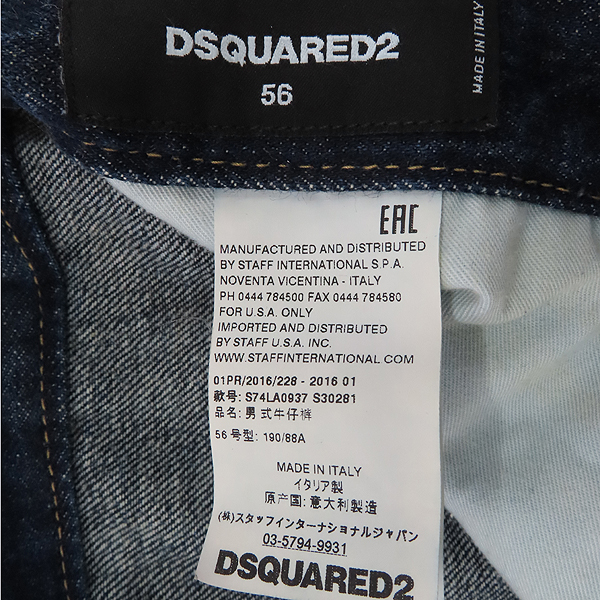 DSQUARED2
56
MADE IN ITALY
EAC
MANUFACTURED AND DISTRIBUTED
BY STAFF INTERNATIONAL S.P.A.
NOVENTA VICENTINA - ITALY
PH 0444 784500 FAX 0444 784580
FOR U.S.A. ONLY
IMPORTED AND DISTRIBUTED
BY STAFF U.S.A. INC.
WWW.STAFFINTERNATIONAL.COM
01PR/2016/228 - 2016 01
款号: S74LA0937 S30281
品名: 男式牛仔裤
56 号型: 190/88A
MADE IN ITALY
イタリア製
原产国: 意大利製造
(株)スタッフインターナショナルジャパン
03-5794-9931
DSQUARED2